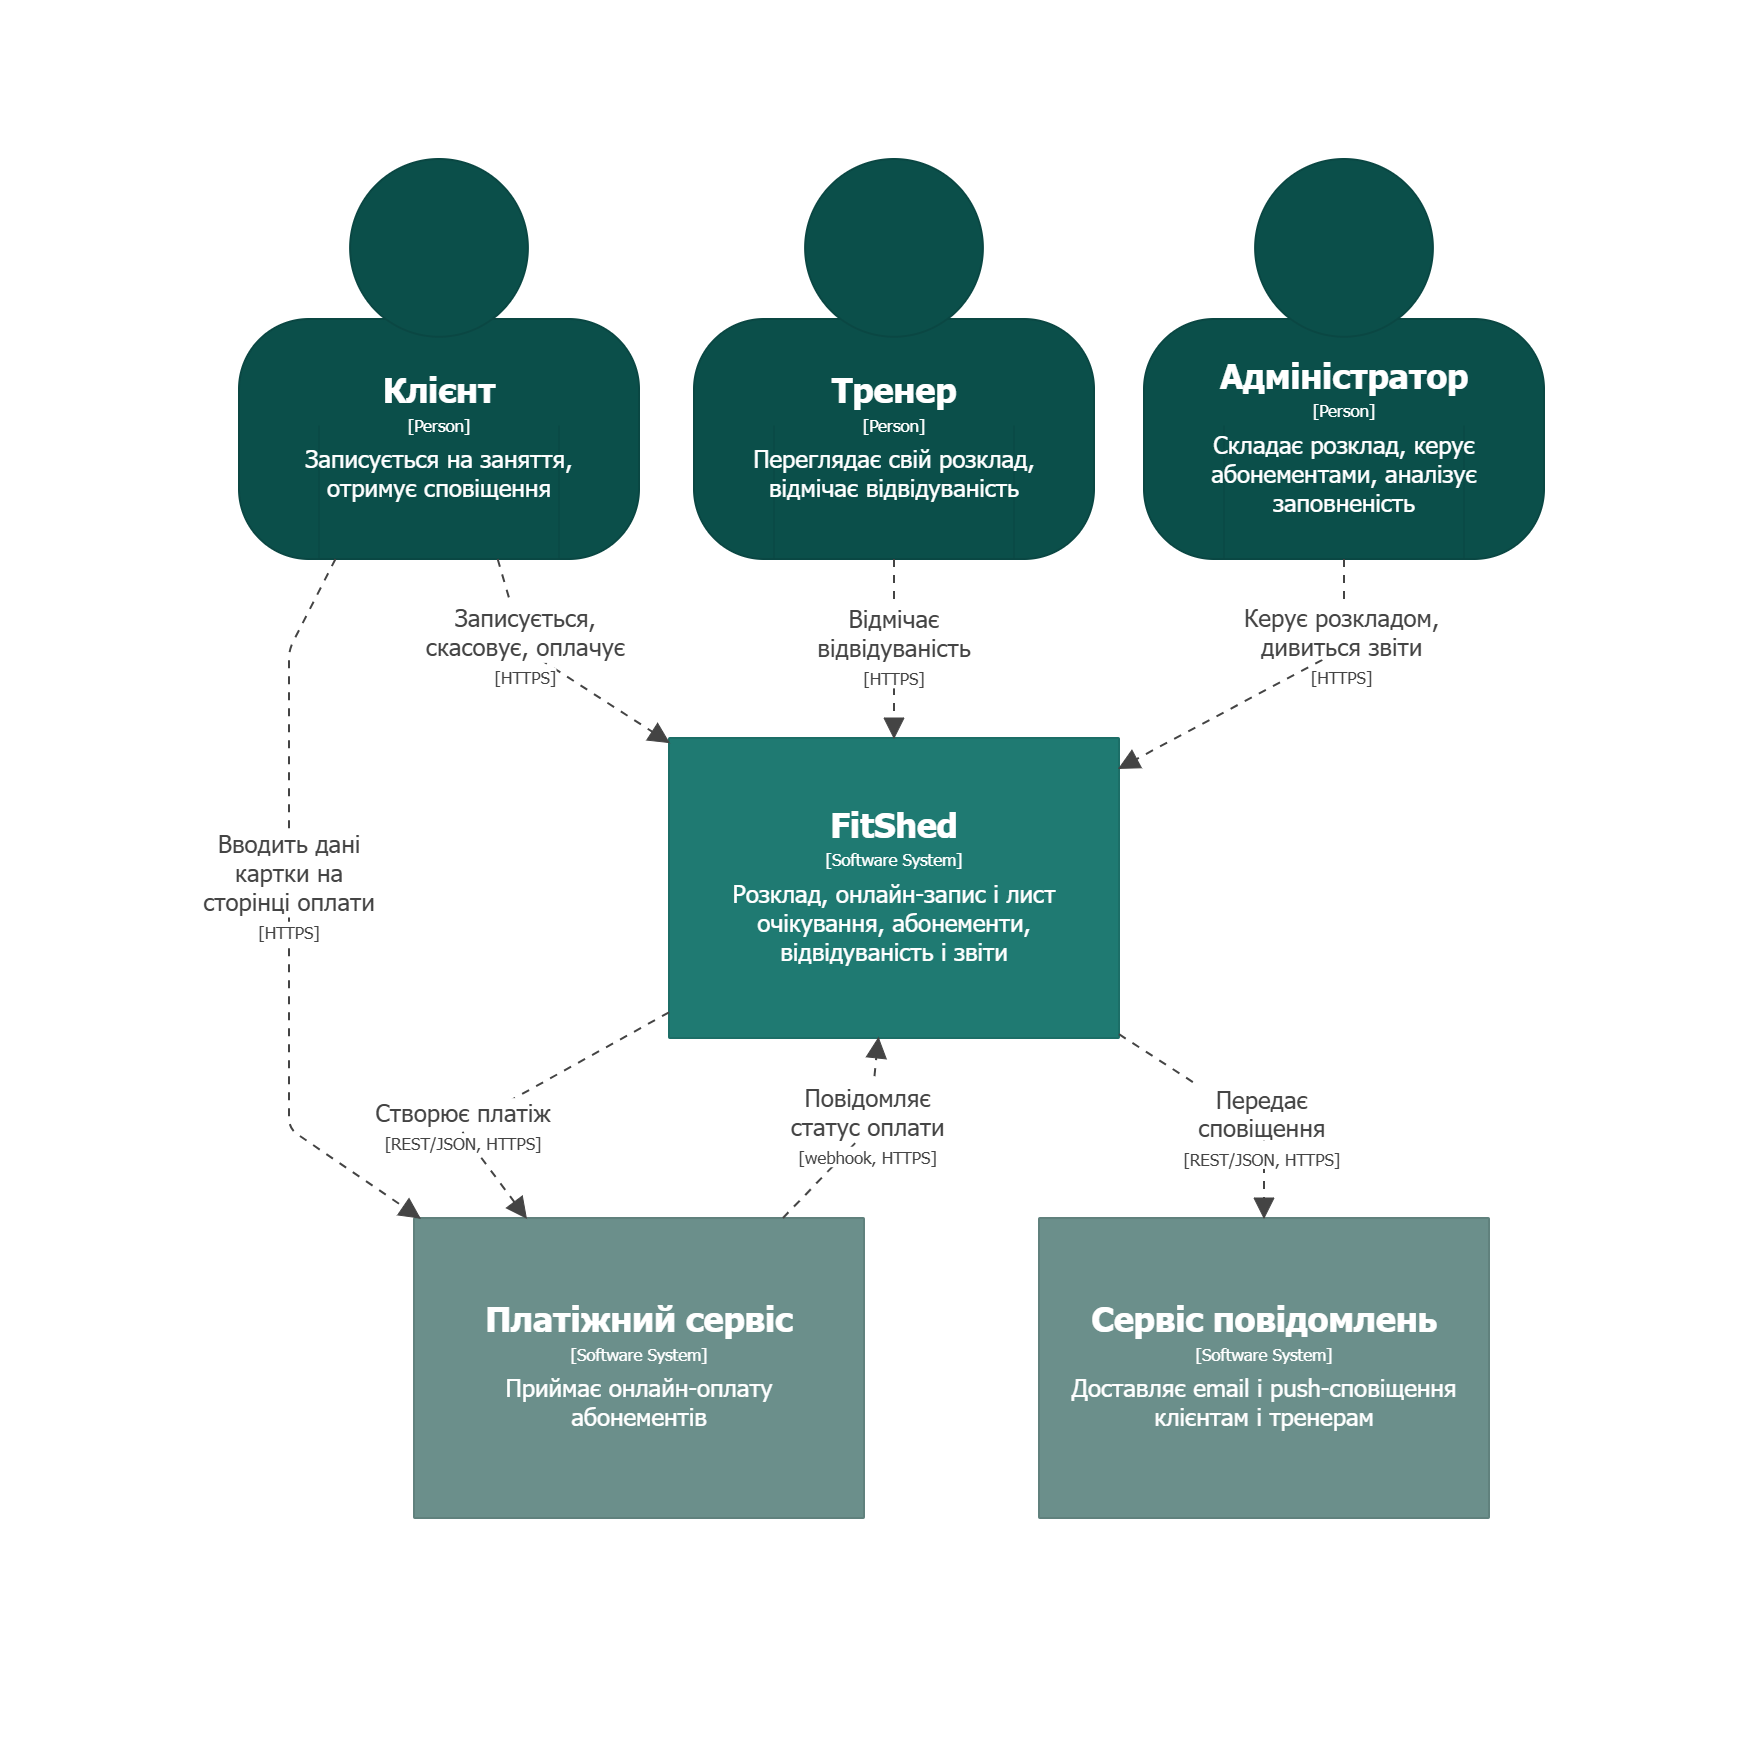 Клієнт
[Person]
Записується на заняття,
отримує сповіщення
Тренер
[Person]
Переглядає свій розклад,
відмічає відвідуваність
Адміністратор
[Person]
Складає розклад, керує
абонементами, аналізує
заповненість
Записується,
скасовує, оплачує
[HTTPS]
Відмічає
відвідуваність
[HTTPS]
Керує розкладом,
дивиться звіти
[HTTPS]
Вводить дані
картки на
сторінці оплати
[HTTPS]
FitShed
[Software System]
Розклад, онлайн-запис і лист
очікування, абонементи,
відвідуваність і звіти
Створює платіж
[REST/JSON, HTTPS]
Повідомляє
статус оплати
[webhook, HTTPS]
Передає
сповіщення
[REST/JSON, HTTPS]
Платіжний сервіс
[Software System]
Приймає онлайн-оплату
абонементів
Сервіс повідомлень
[Software System]
Доставляє email і push-сповіщення
клієнтам і тренерам